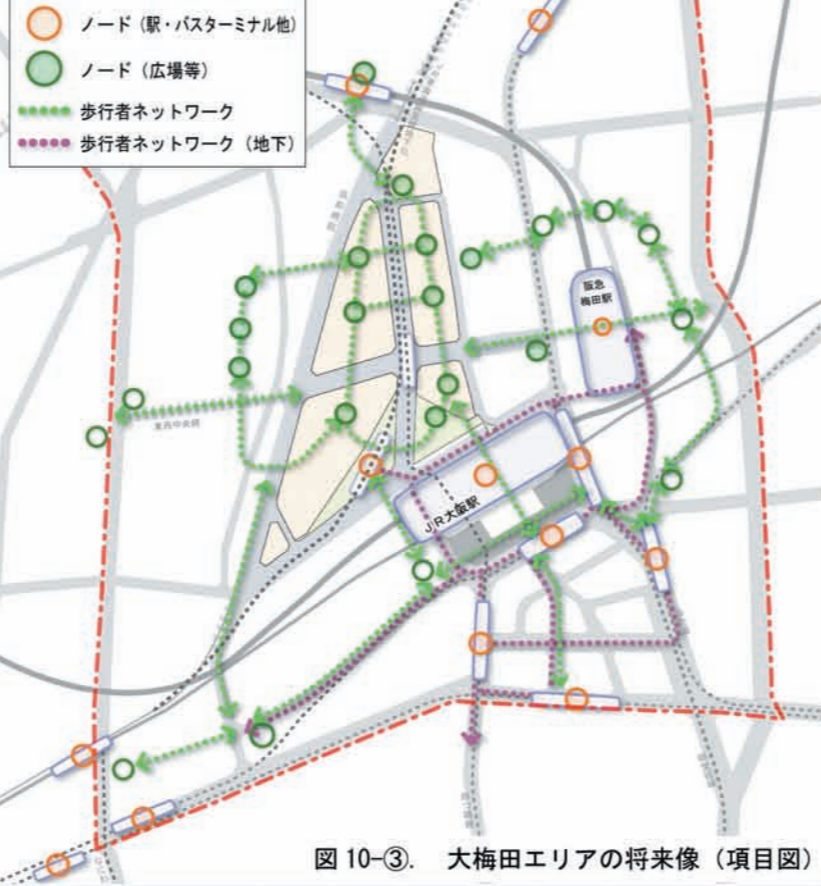 ノード（駅・バスターミナル他）
ノード（広場等）
歩行者ネットワーク
歩行者ネットワーク（地下）
阪急
梅田駅
JR大阪駅
図10-③. 大梅田エリアの将来像（項目図）